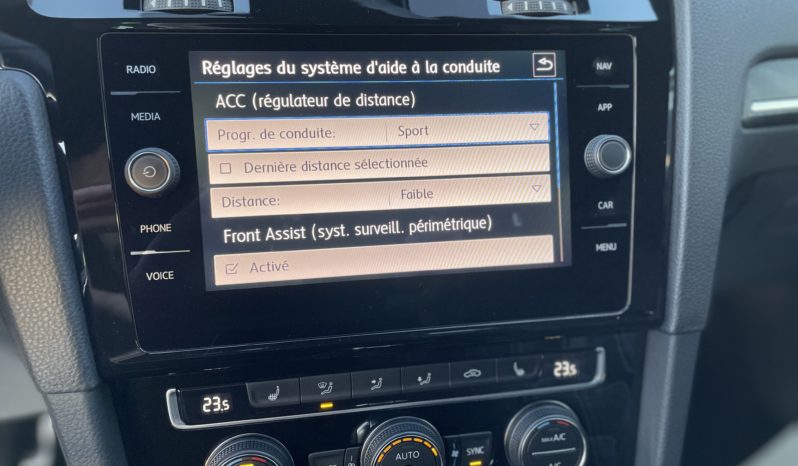 RADIO
MEDIA
PHONE
VOICE
Réglages du système d'aide à la conduite
ACC (régulateur de distance)
Progr. de conduite: Sport
Dernière distance sélectionnée
Distance: Faible
Front Assist (syst. surveill. périmétrique)
Activé
NAV
APP
CAR
MENU
23.5
23.5
AUTO
SYNC
MAX A/C
A/C